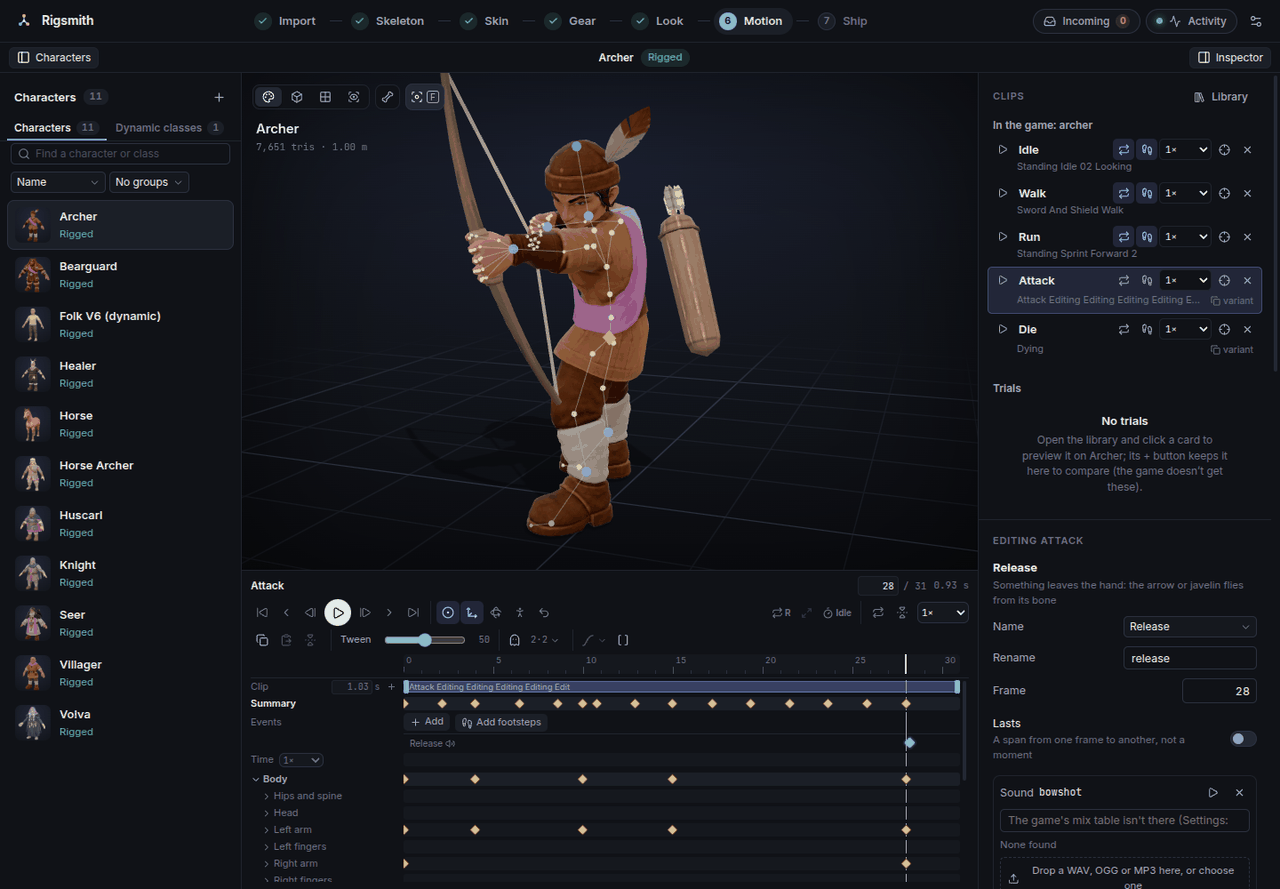 Rigsmith
Import
Skeleton
Skin
Gear
Look
6 Motion
7 Ship
Incoming 0
Activity
Characters
Archer Rigged
Inspector
Characters 11
Characters 11
Dynamic classes 1
Find a character or class
Name
No groups
Archer
Rigged
Bearguard
Rigged
Folk V6 (dynamic)
Rigged
Healer
Rigged
Horse
Rigged
Horse Archer
Rigged
Huscarl
Rigged
Knight
Rigged
Seer
Rigged
Villager
Rigged
Volva
Rigged
F
Archer
7,651 tris · 1.00 m
Attack
28 / 31 0.93 s
R
Idle
1×
Tween 50 2·2
0 5 10 15 20 25 30
Clip 1.03 s + Attack Editing Editing Editing Editing Edit
Summary
Events + Add Add footsteps
Release
Time 1×
Body
Hips and spine
Head
Left arm
Left fingers
Right arm
Right fingers
CLIPS
Library
In the game: archer
Idle 1×
Standing Idle 02 Looking
Walk 1×
Sword And Shield Walk
Run 1×
Standing Sprint Forward 2
Attack 1×
Attack Editing Editing Editing Editing E... variant
Die 1×
Dying variant
Trials
No trials
Open the library and click a card to
preview it on Archer; its + button keeps it
here to compare (the game doesn't get
these).
EDITING ATTACK
Release
Something leaves the hand: the arrow or javelin flies
from its bone
Name Release
Rename release
Frame 28
Lasts
A span from one frame to another, not a
moment
Sound bowshot
The game's mix table isn't there (Settings:
None found
Drop a WAV, OGG or MP3 here, or choose
one